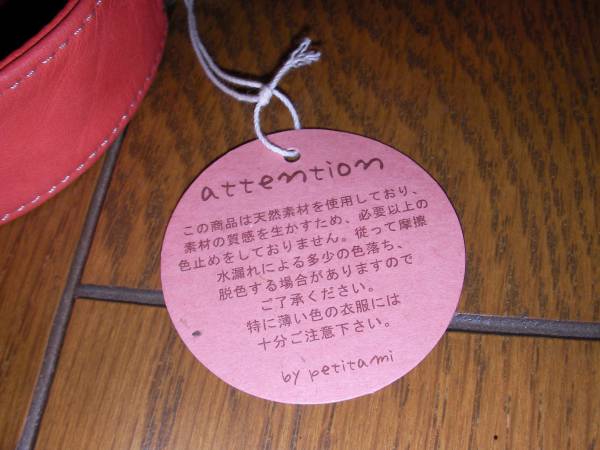 attention
この商品は天然素材を使用しており、
素材の質感を生かすため、必要以上の
色止めをしておりません。従って摩擦
水漏れによる多少の色落ち、
脱色する場合がありますので
ご了承ください。
特に薄い色の衣服には
十分ご注意下さい。
by petitami